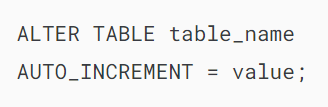 ALTER TABLE table_name
AUTO_INCREMENT = value;